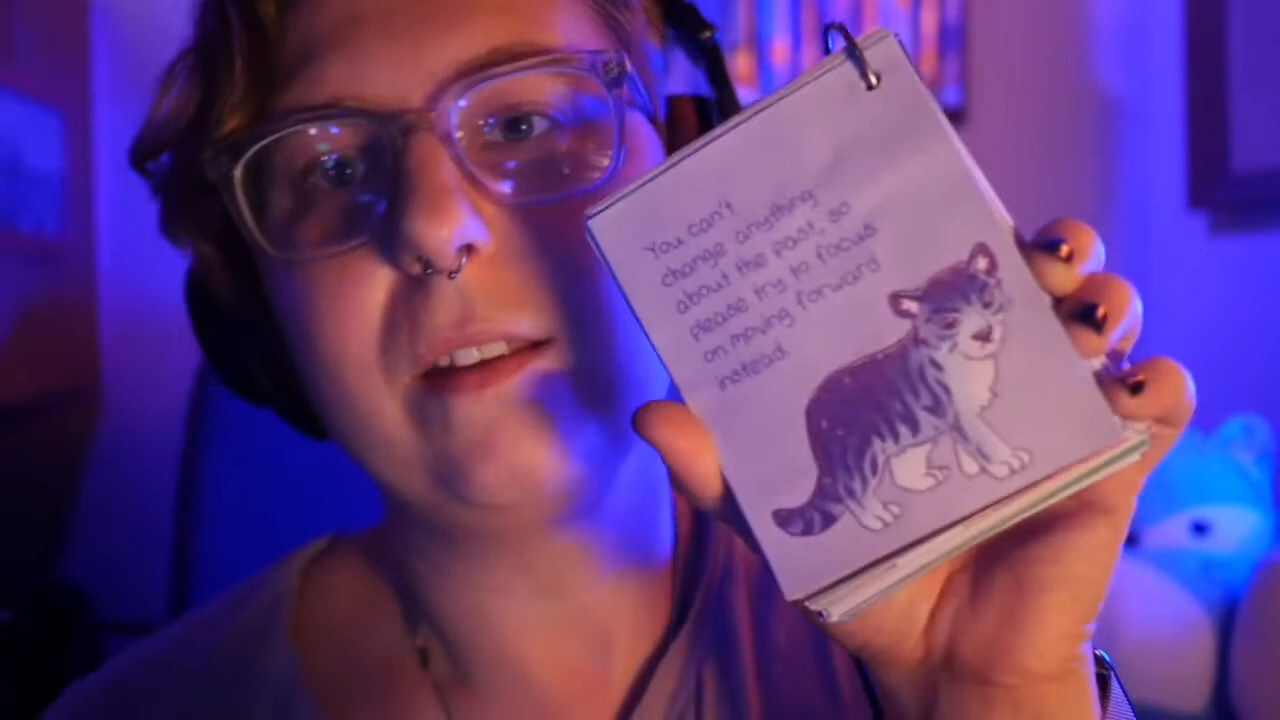 You can't
change anything
about the past, so
please try to focus
on moving forward
instead